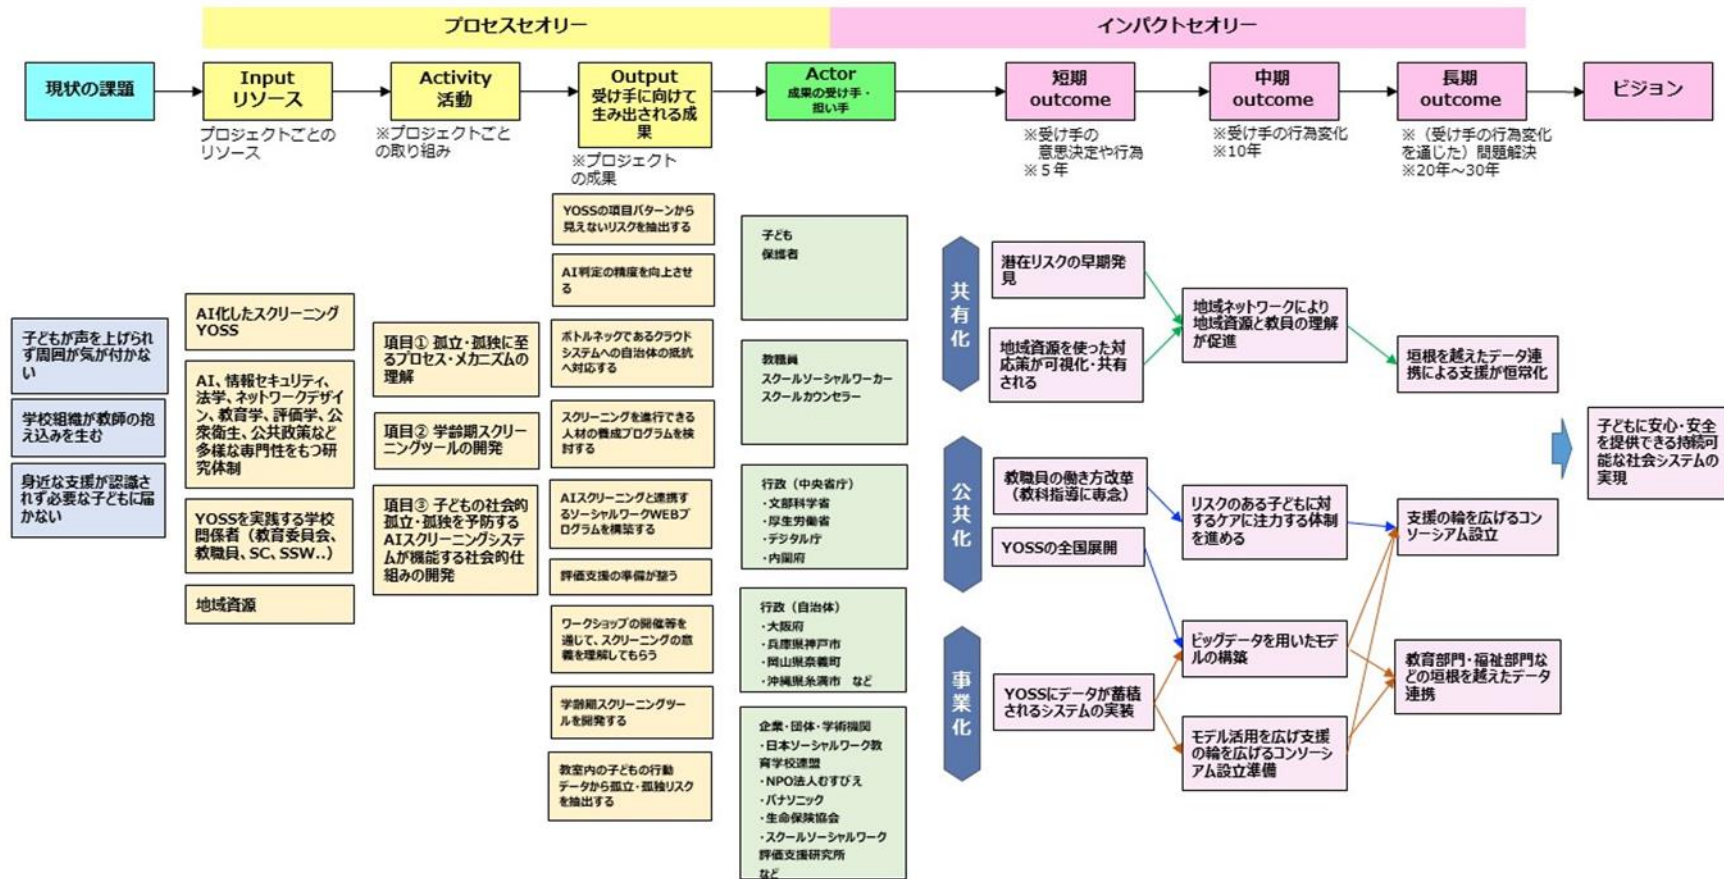 プロセスセオリー
インパクトセオリー
現状の課題
Input
リソース
Activity
活動
Output
受け手に向けて
生み出される成
果
Actor
成果の受け手・
担い手
短期
outcome
中期
outcome
長期
outcome
ビジョン
プロジェクトごとの
リソース
※プロジェクトごと
の取り組み
※プロジェクト
の成果
※受け手の
意思決定や行為
※５年
※受け手の行為変化
※10年
※（受け手の行為変化
を通じた）問題解決
※20年～30年
子どもが声を上げられ
ず周囲が気が付かな
い
学校組織が教師の抱
え込みを生む
身近な支援が認識され
ず必要な子どもに届
かない
AI化したスクリーニング
YOSS
AI、情報セキュリティ、
法学、ネットワークデザイ
ン、教育学、評価学、公
衆衛生、公共政策など
多様な専門性をもつ研
究体制
YOSSを実践する学校
関係者（教育委員会、
教職員、SC、SSW‥）
地域資源
項目① 孤立・孤独に至
るプロセス・メカニズムの
理解
項目② 学齢期スクリー
ニングツールの開発
項目③ 子どもの社会的
孤立・孤独を予防する
AIスクリーニングシステ
ムが機能する社会的仕
組みの開発
YOSSの項目パターンから
見えないリスクを抽出する
AI判定の精度を向上させ
る
ボトルネックであるクラウド
システムへの自治体の抵抗
へ対応する
スクリーニングを進行できる
人材の養成プログラムを検
討する
AIスクリーニングと連携す
るソーシャルワークWEBプ
ログラムを構築する
評価支援の準備が整う
ワークショップの開催等を
通じて、スクリーニングの意
義を理解してもらう
学齢期スクリーニングツー
ルを開発する
教室内の子どもの行動
データから孤立・孤独リスク
を抽出する
子ども
保護者
教職員
スクールソーシャルワーカー
スクールカウンセラー
行政（中央省庁）
・文部科学省
・厚生労働省
・デジタル庁
・内閣府
行政（自治体）
・大阪府
・兵庫県神戸市
・岡山県奈義町
・沖縄県糸満市 など
企業・団体・学術機関
・日本ソーシャルワーク教
育学校連盟
・NPO法人むすびえ
・パナソニック
・生命保険協会
・スクールソーシャルワーク
評価支援研究所
など
共有化
公共化
事業化
潜在リスクの早期発
見
地域資源を使った対
応策が可視化・共有
される
教職員の働き方改革
（教科指導に専念）
YOSSの全国展開
YOSSにデータが蓄積
されるシステムの実装
地域ネットワークにより
地域資源と教員の理解
が促進
リスクのある子どもに対
するケアに注力する体制
を進める
ビッグデータを用いたモデ
ルの構築
モデル活用を広げ支援
の輪を広げるコンソーシ
アム設立準備
垣根を越えたデータ連
携による支援が恒常化
支援の輪を広げるコン
ソーシアム設立
教育部門・福祉部門な
どの垣根を越えたデータ
連携
子どもに安心・安全
を提供できる持続可
能な社会システムの
実現